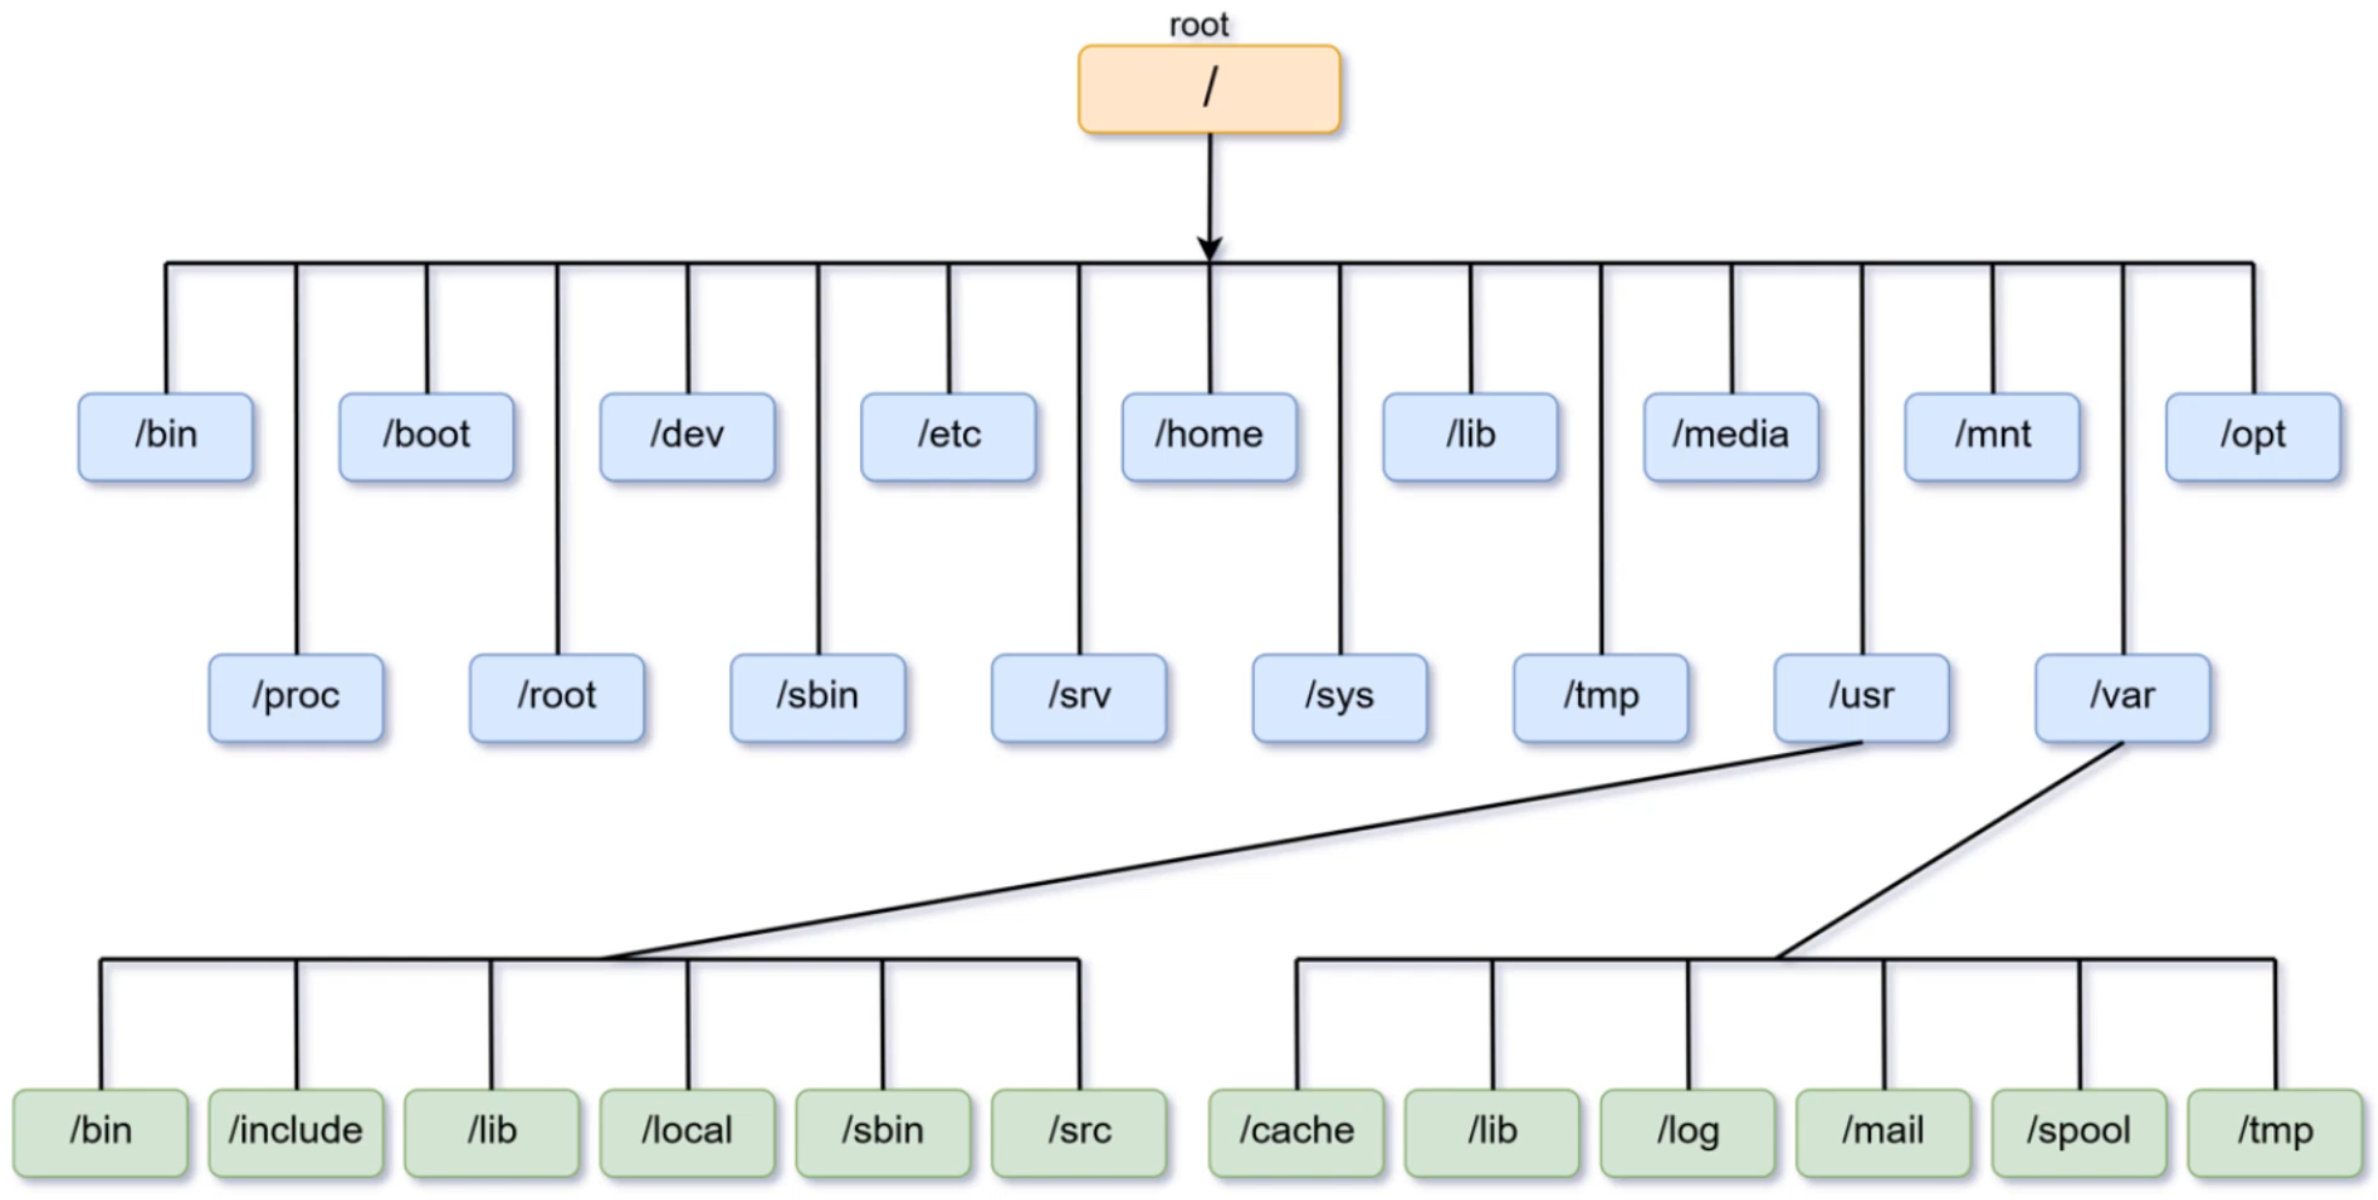 root
/
/bin
/boot
/dev
/etc
/home
/lib
/media
/mnt
/opt
/proc
/root
/sbin
/srv
/sys
/tmp
/usr
/var
/bin
/include
/lib
/local
/sbin
/src
/cache
/lib
/log
/mail
/spool
/tmp